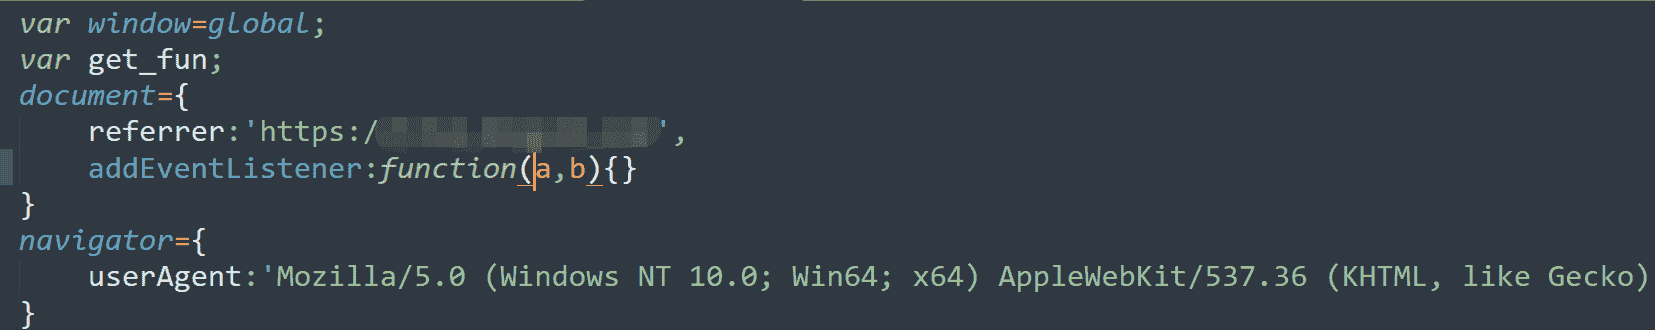 var window=global;
var get_fun;
document={
referrer:'https:/',
addEventListener:function(a,b){}
}
navigator={
userAgent:'Mozilla/5.0 (Windows NT 10.0; Win64; x64) AppleWebKit/537.36 (KHTML, like Gecko)
}